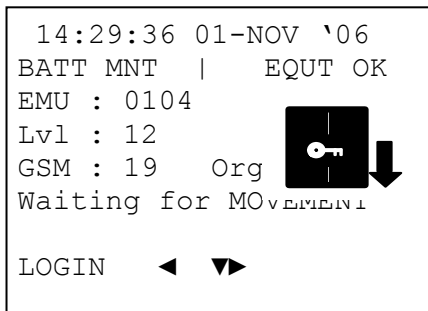 14:29:36 01-NOV ‘06
BATT MNT | EQUT OK
EMU : 0104
Lvl : 12
GSM : 19 Org
Waiting for MOVEMENT
LOGIN ◄ ▼►